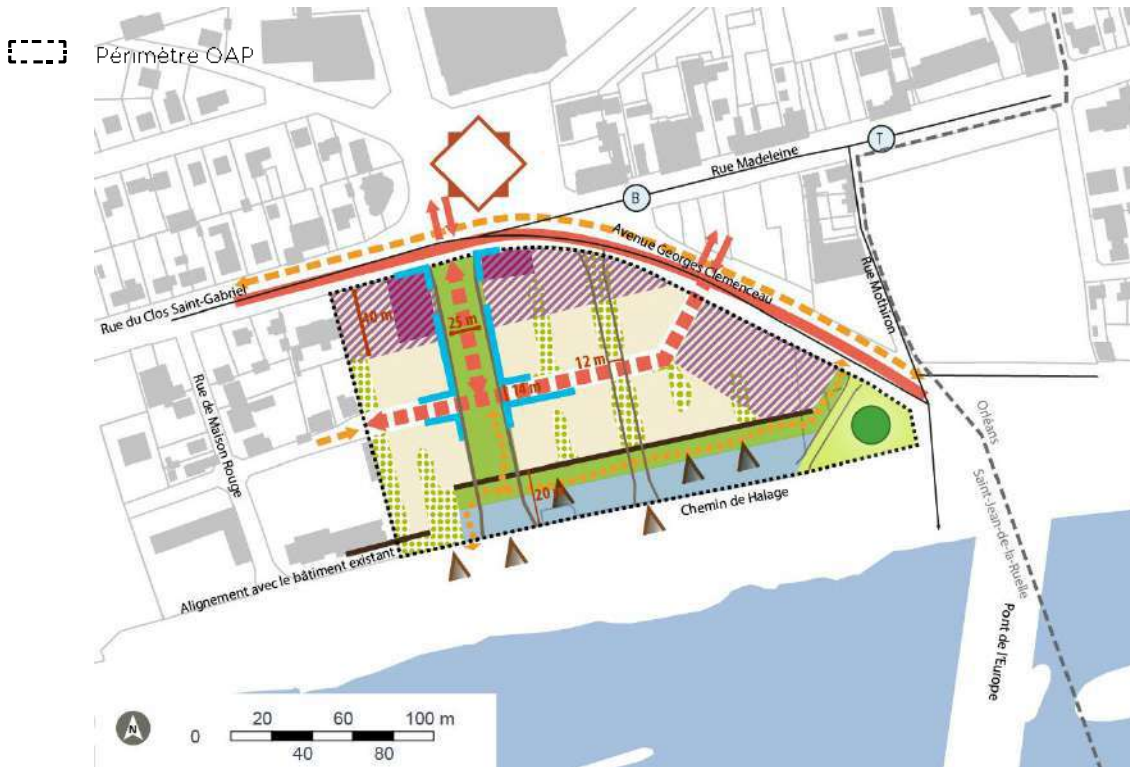 Périmètre OAP
T
Rue Madeleine
B
Avenue Georges Clemenceau
Rue du Clos Saint-Gabriel
Rue Mothiron
40 m
25 m
12 m
14 m
Rue de Maison Rouge
Orléans
Saint-Jean-de-la-Ruelle
20 m
Chemin de Halage
Alignement avec le bâtiment existant
Pont de l'Europe
N
0 20 60 100 m
40 80